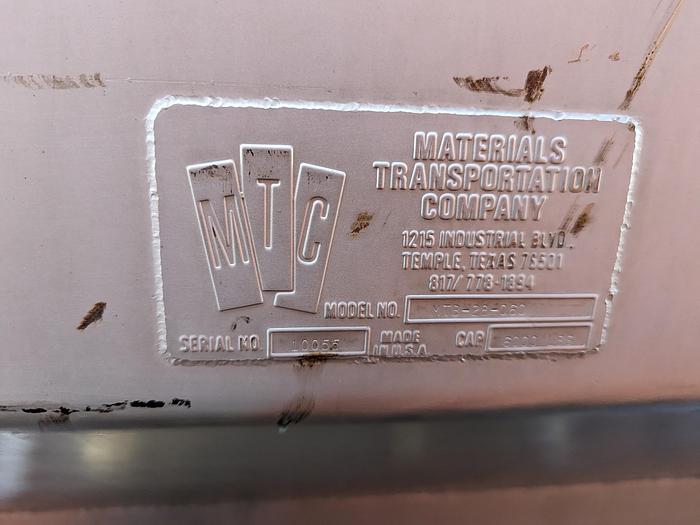 MTC
MATERIALS
TRANSPORTATION
COMPANY
1215 INDUSTRIAL BLVD.
TEMPLE, TEXAS 76501
817/ 778-1834
MODEL NO.
SERIAL NO. 10055
MADE
IN U.S.A.
CAP